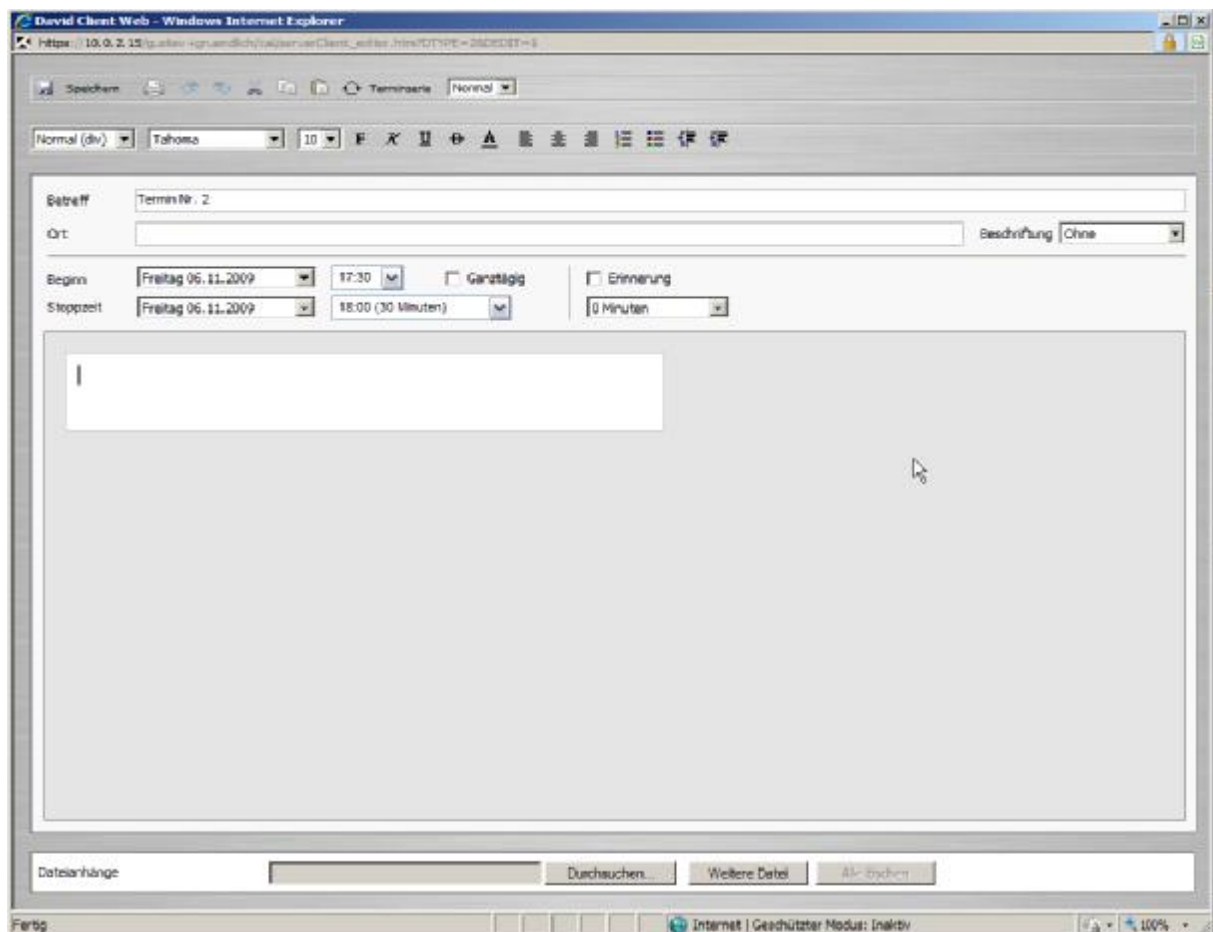 David Client Web - Windows Internet Explorer
Speichern Terminserie Normal
Normal (div) Tahoma 10 F K U A
Betreff Termin Nr. 2
Ort Beschriftung Ohne
Beginn Freitag 06.11.2009 17:30 Ganztägig Erinnerung
Stoppzeit Freitag 06.11.2009 18:00 (30 Minuten) 0 Minuten
Dateianhänge Durchsuchen... Weitere Datei Alle löschen
Fertig Internet | Geschützter Modus: Inaktiv 100%